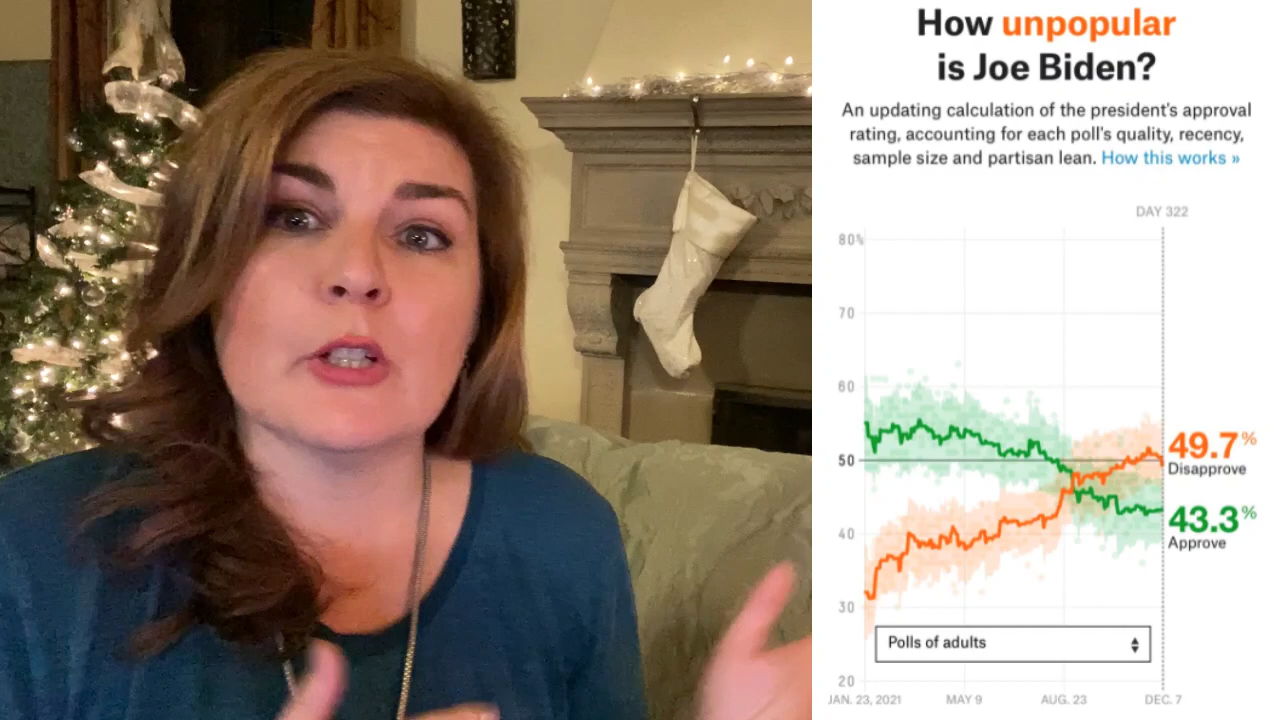 How unpopular
is Joe Biden?
An updating calculation of the president's approval
rating, accounting for each poll's quality, recency,
sample size and partisan lean. How this works »
DAY 322
80%
70
60
50
40
30
20
49.7%
Disapprove
43.3%
Approve
Polls of adults
JAN. 23, 2021 MAY 9 AUG. 23 DEC. 7